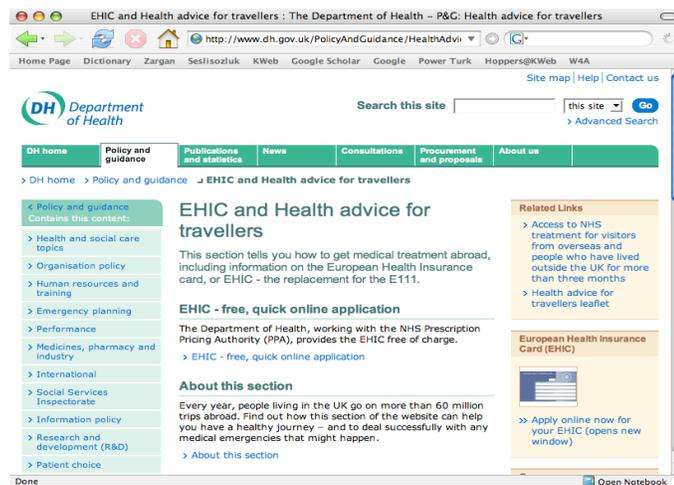 EHIC and Health advice for travellers : The Department of Health – P&G: Health advice for travellers
http://www.dh.gov.uk/PolicyAndGuidance/HealthAdvi
G
Home Page Dictionary Zargan Seslisozluk KWeb Google Scholar Google Power Turk Hoppers@KWeb W4A
Site map | Help | Contact us
DH Department
of Health
Search this site this site Go
> Advanced Search
DH home Policy and guidance Publications and statistics News Consultations Procurement and proposals About us
> DH home > Policy and guidance EHIC and Health advice for travellers
< Policy and guidance
Contains this content:
> Health and social care
topics
> Organisation policy
> Human resources and
training
> Emergency planning
> Performance
> Medicines, pharmacy and
industry
> International
> Social Services
Inspectorate
> Information policy
> Research and
development (R&D)
> Patient choice
EHIC and Health advice for
travellers
This section tells you how to get medical treatment abroad,
including information on the European Health Insurance
card, or EHIC - the replacement for the E111.
EHIC - free, quick online application
The Department of Health, working with the NHS Prescription
Pricing Authority (PPA), provides the EHIC free of charge.
> EHIC - free, quick online application
About this section
Every year, people living in the UK go on more than 60 million
trips abroad. Find out how this section of the website can help
you have a healthy journey – and to deal successfully with any
medical emergencies that might happen.
> About this section
Related Links
> Access to NHS
treatment for visitors
from overseas and
people who have lived
outside the UK for more
than three months
> Health advice for
travellers leaflet
European Health Insurance
Card (EHIC)
>> Apply online now for
your EHIC (opens new
window)
Done
Open Notebook